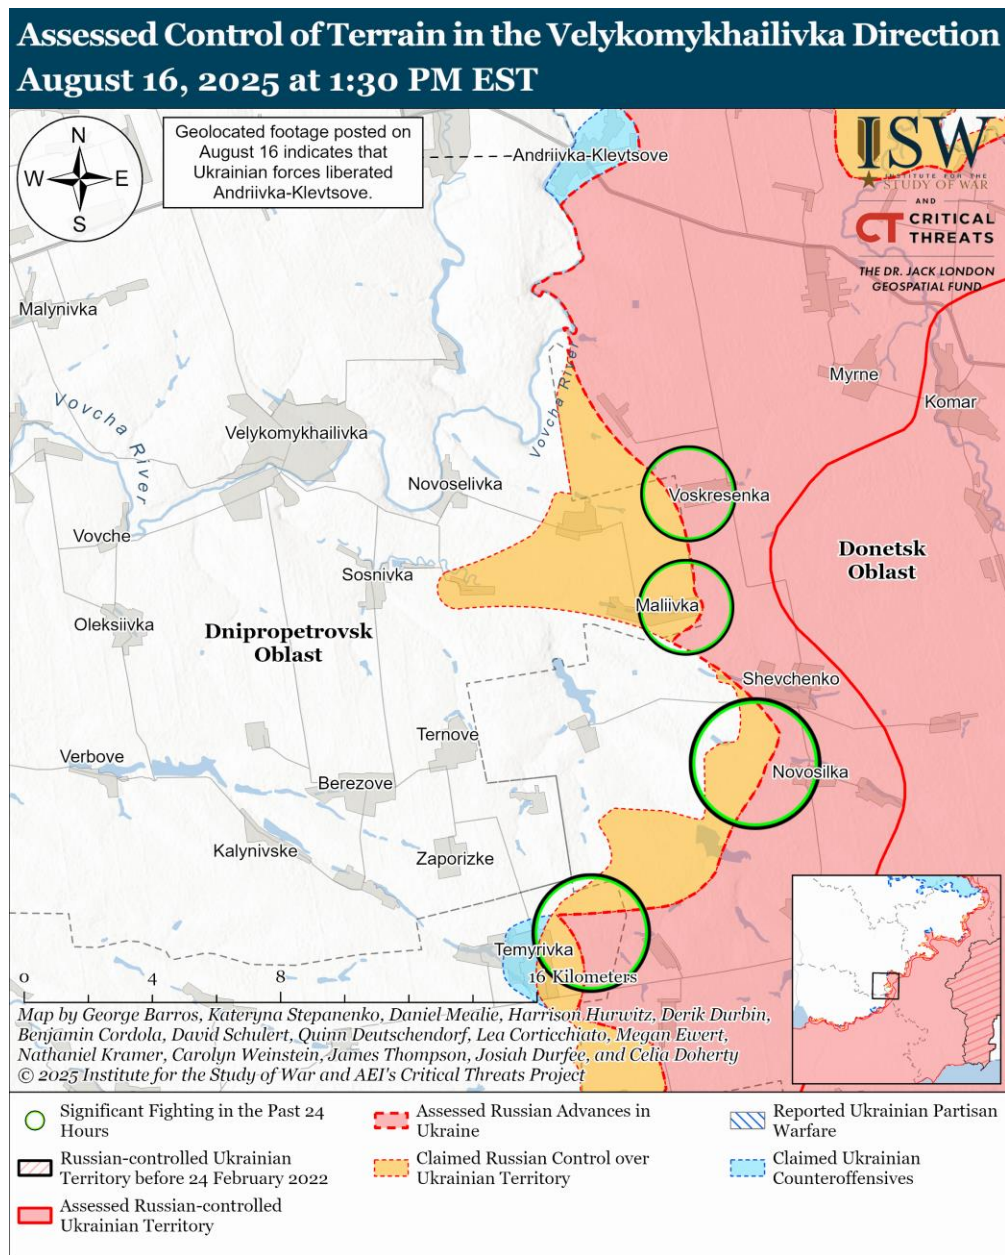 Assessed Control of Terrain in the Velykomykhailivka Direction
August 16, 2025 at 1:30 PM EST
N
W
E
S
Geolocated footage posted on
August 16 indicates that
Ukrainian forces liberated
Andriivka-Klevtsove.
Andriivka-Klevtsove
ISW
INSTITUTE FOR THE
STUDY OF WAR
AND
CT CRITICAL
THREATS
THE DR. JACK LONDON
GEOSPATIAL FUND
Malynivka
Myrne
Komar
Vovcha River
Vovcha River
Velykomykhailivka
Novoselivka
Voskresenka
Vovche
Donetsk
Oblast
Sosnivka
Maliivka
Oleksiivka
Dnipropetrovsk
Oblast
Shevchenko
Ternove
Verbove
Novosilka
Berezove
Kalynivske
Zaporizke
Temyrivka
0
4
8
16 Kilometers
Map by George Barros, Kateryna Stepanenko, Daniel Mealie, Harrison Hurwitz, Derik Durbin,
Benjamin Cordola, David Schulert, Quinn Deutschendorf, Lea Corticchiato, Megan Ewert,
Nathaniel Kramer, Carolyn Weinstein, James Thompson, Josiah Durfee, and Celia Doherty
© 2025 Institute for the Study of War and AEI's Critical Threats Project
Significant Fighting in the Past 24
Hours
Russian-controlled Ukrainian
Territory before 24 February 2022
Assessed Russian-controlled
Ukrainian Territory
Assessed Russian Advances in
Ukraine
Claimed Russian Control over
Ukrainian Territory
Reported Ukrainian Partisan
Warfare
Claimed Ukrainian
Counteroffensives